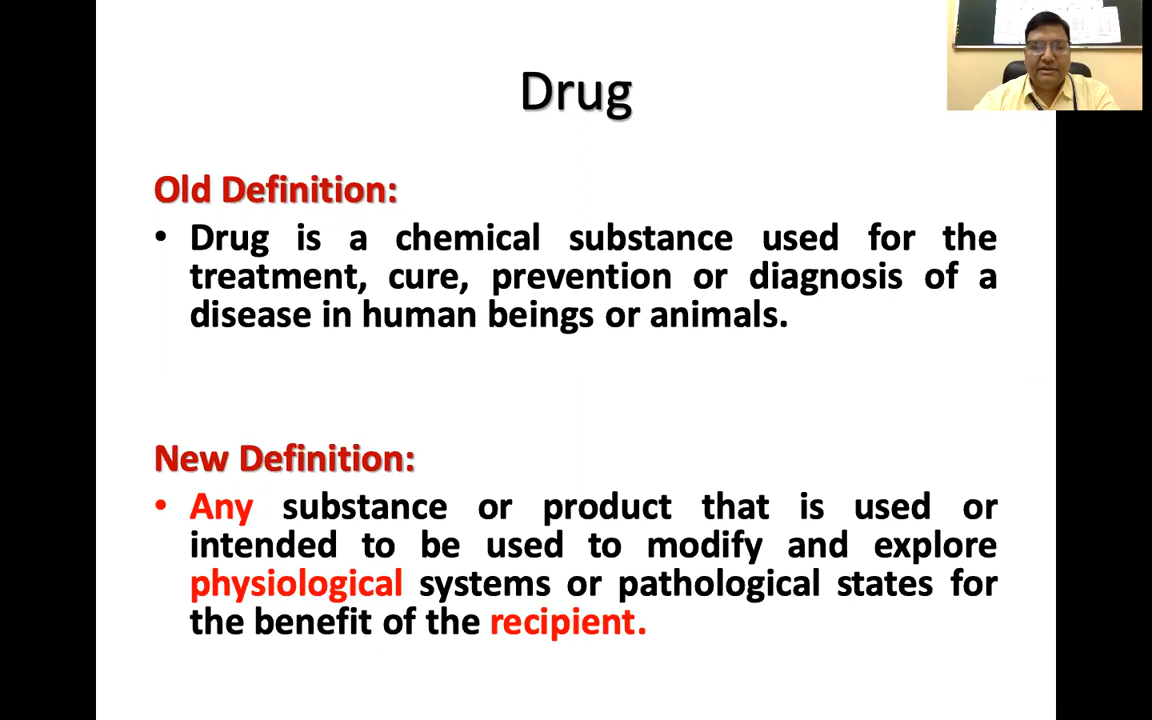 Drug
Old Definition:
• Drug is a chemical substance used for the
treatment, cure, prevention or diagnosis of a
disease in human beings or animals.
New Definition:
• Any substance or product that is used or
intended to be used to modify and explore
physiological systems or pathological states for
the benefit of the recipient.